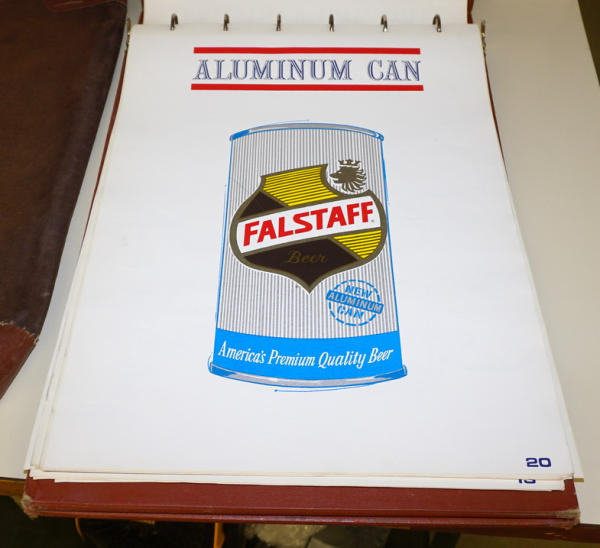 ALUMINUM CAN
FALSTAFF
Beer
NEW
ALUMINUM
CAN
America's Premium Quality Beer
20